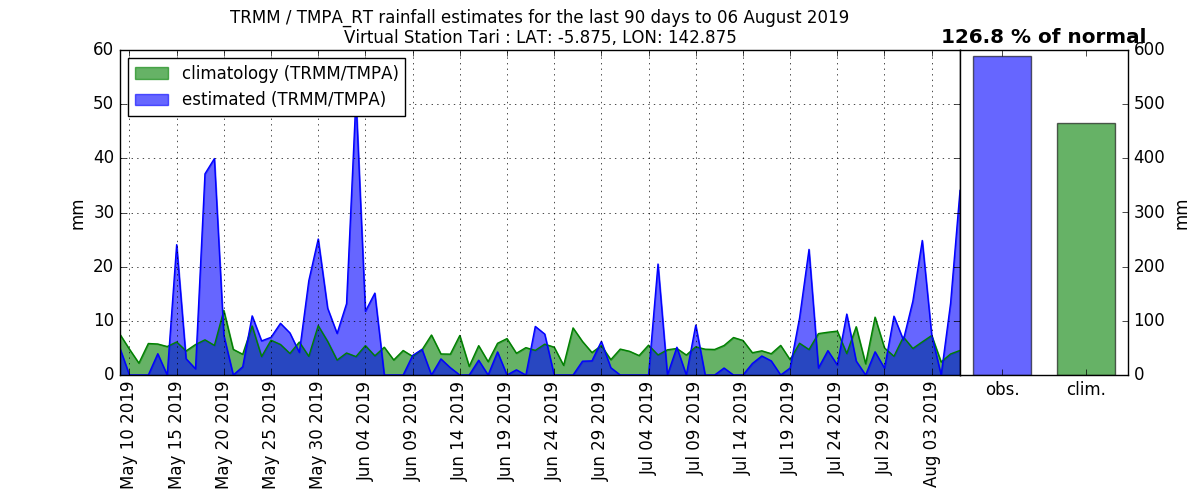 TRMM / TMPA_RT rainfall estimates for the last 90 days to 06 August 2019
Virtual Station Tari : LAT: -5.875, LON: 142.875
126.8 % of normal
climatology (TRMM/TMPA)
estimated (TRMM/TMPA)
60
50
40
30
20
10
0
mm
600
500
400
300
200
100
0
mm
May 10 2019
May 15 2019
May 20 2019
May 25 2019
May 30 2019
Jun 04 2019
Jun 09 2019
Jun 14 2019
Jun 19 2019
Jun 24 2019
Jun 29 2019
Jul 04 2019
Jul 09 2019
Jul 14 2019
Jul 19 2019
Jul 24 2019
Jul 29 2019
Aug 03 2019
obs.
clim.